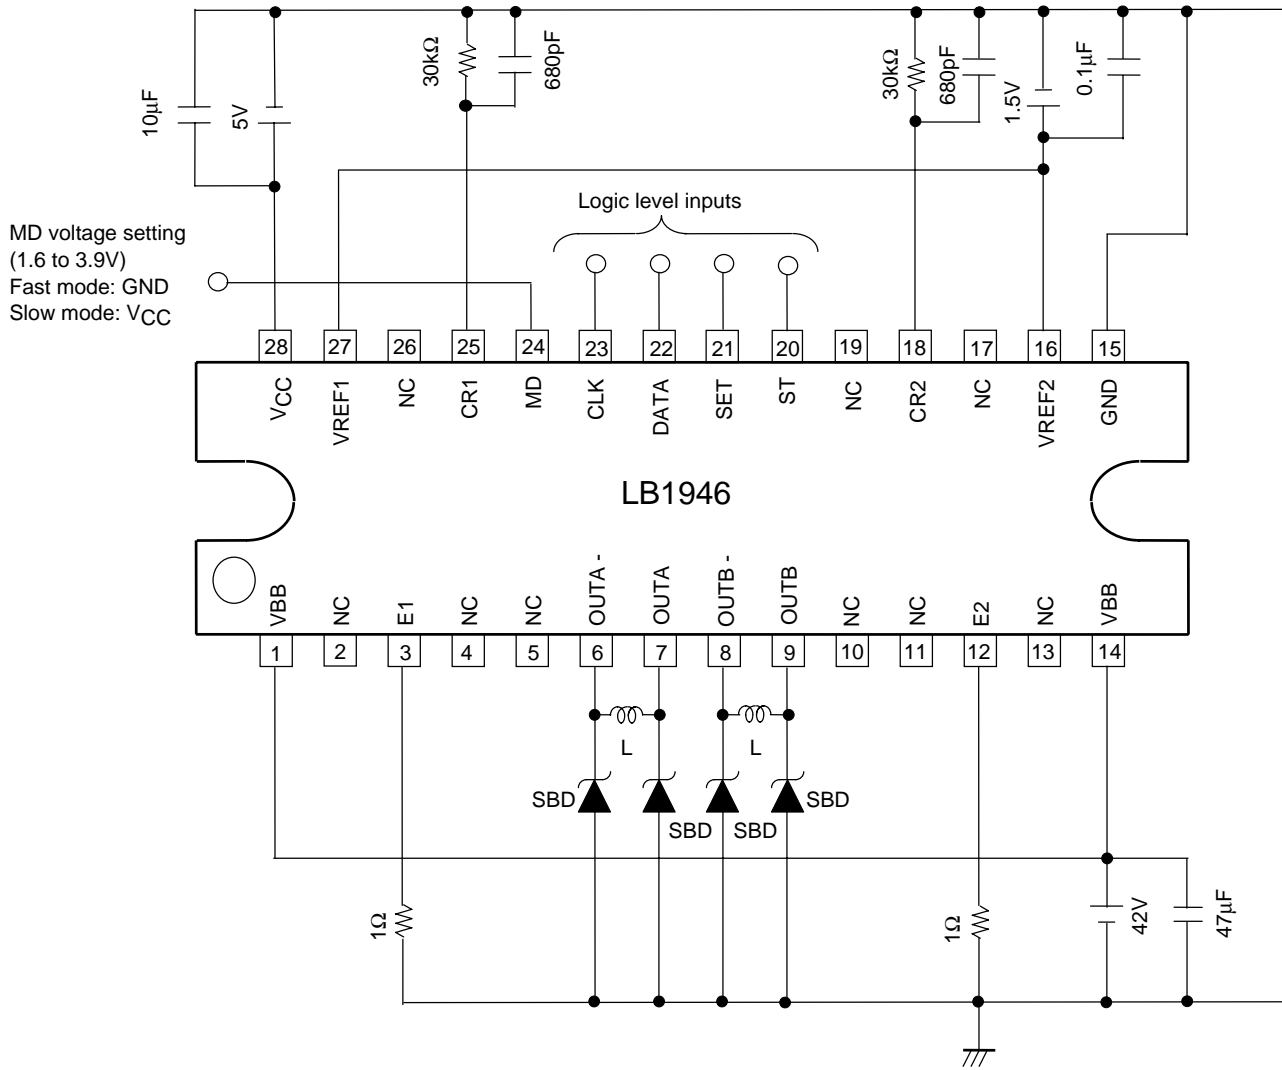 10μF
5V
30kΩ
680pF
30kΩ
680pF
1.5V
0.1μF
Logic level inputs
MD voltage setting
(1.6 to 3.9V)
Fast mode: GND
Slow mode: VCC
28
27
26
25
24
23
22
21
20
19
18
17
16
15
VCC
VREF1
NC
CR1
MD
CLK
DATA
SET
ST
NC
CR2
NC
VREF2
GND
LB1946
VBB
NC
E1
NC
NC
OUTA -
OUTA
OUTB -
OUTB
NC
NC
E2
NC
VBB
1
2
3
4
5
6
7
8
9
10
11
12
13
14
L
L
SBD
SBD
SBD
SBD
1Ω
1Ω
42V
47μF